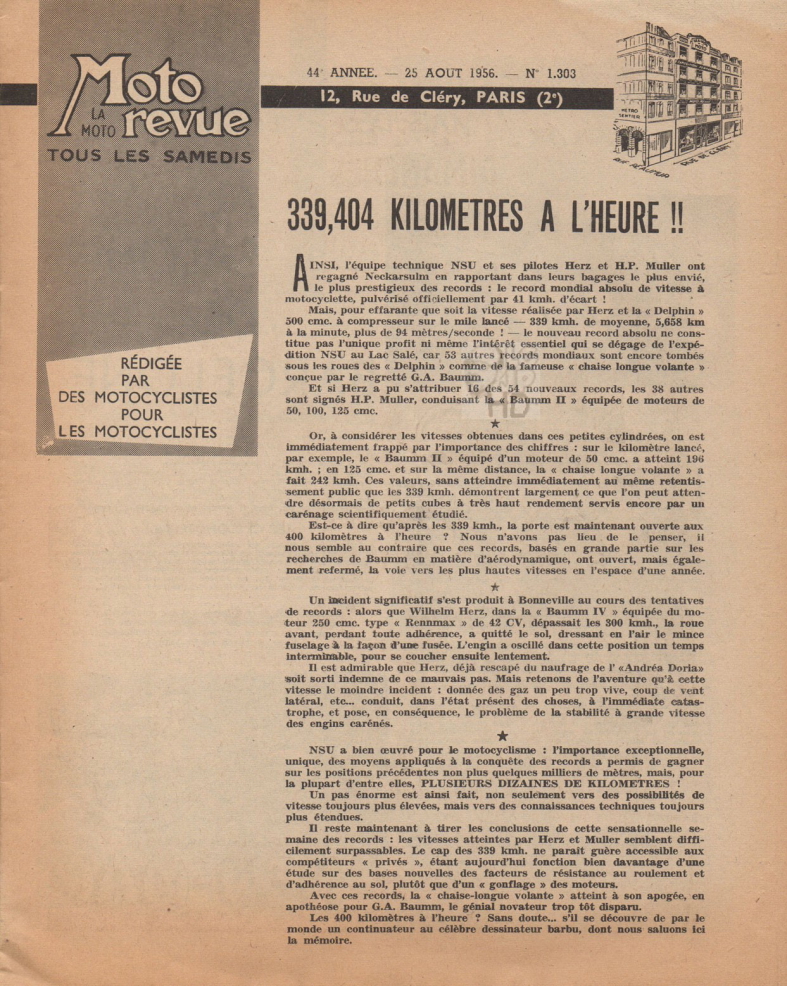 Moto
LA
MOTO
revue
TOUS LES SAMEDIS
44e ANNEE. — 25 AOUT 1956. — N° 1.303
12, Rue de Cléry, PARIS (2e)
METRO
SENTIER
RUE REAUMUR
RUE DE CLERY
339,404 KILOMETRES A L'HEURE !!
AINSI, l'équipe technique NSU et ses pilotes Herz et H.P. Muller ont
regagné Neckarsulm en rapportant dans leurs bagages le plus envié,
le plus prestigieux des records : le record mondial absolu de vitesse à
motocyclette, pulvérisé officiellement par 41 kmh. d'écart !
Mais, pour effarante que soit la vitesse réalisée par Herz et la « Delphin »
500 cmc. à compresseur sur le mile lancé — 339 kmh. de moyenne, 5,658 km
à la minute, plus de 94 mètres/seconde ! — le nouveau record absolu ne cons-
titue pas l'unique profit ni même l'intérêt essentiel qui se dégage de l'expé-
dition NSU au Lac Salé, car 53 autres records mondiaux sont encore tombés
sous les roues des « Delphin » comme de la fameuse « chaise longue volante »
conçue par le regretté G.A. Baumm.
Et si Herz a pu s'attribuer 16 des 54 nouveaux records, les 38 autres
sont signés H.P. Muller, conduisant la « Baumm II » équipée de moteurs de
50, 100, 125 cmc.
★
Or, à considérer les vitesses obtenues dans ces petites cylindrées, on est
immédiatement frappé par l'importance des chiffres : sur le kilomètre lancé,
par exemple, le « Baumm II » équipé d'un moteur de 50 cmc. a atteint 196
kmh. ; en 125 cmc. et sur la même distance, la « chaise longue volante » a
fait 242 kmh. Ces valeurs, sans atteindre immédiatement au même retentis-
sement public que les 339 kmh. démontrent largement ce que l'on peut atten-
dre désormais de petits cubes à très haut rendement servis encore par un
carénage scientifiquement étudié.
Est-ce à dire qu'après les 339 kmh., la porte est maintenant ouverte aux
400 kilomètres à l'heure ? Nous n'avons pas lieu de le penser, il
nous semble au contraire que ces records, basés en grande partie sur les
recherches de Baumm en matière d'aérodynamique, ont ouvert, mais égale-
ment refermé, la voie vers les plus hautes vitesses en l'espace d'une année.
★
Un incident significatif s'est produit à Bonneville au cours des tentatives
de records : alors que Wilhelm Herz, dans la « Baumm IV » équipée du mo-
teur 250 cmc. type « Rennmax » de 42 CV, dépassait les 300 kmh., la roue
avant, perdant toute adhérence, a quitté le sol, dressant en l'air le mince
fuselage à la façon d'une fusée. L'engin a oscillé dans cette position un temps
interminable, pour se coucher ensuite lentement.
Il est admirable que Herz, déjà rescapé du naufrage de l' «Andréa Doria»
soit sorti indemne de ce mauvais pas. Mais retenons de l'aventure qu'à cette
vitesse le moindre incident : donnée des gaz un peu trop vive, coup de vent
latéral, etc... conduit, dans l'état présent des choses, à l'immédiate catas-
trophe, et pose, en conséquence, le problème de la stabilité à grande vitesse
des engins carénés.
★
NSU a bien œuvré pour le motocyclisme : l'importance exceptionnelle,
unique, des moyens appliqués à la conquête des records a permis de gagner
sur les positions précédentes non plus quelques milliers de mètres, mais, pour
la plupart d'entre elles, PLUSIEURS DIZAINES DE KILOMETRES !
Un pas énorme est ainsi fait, non seulement vers des possibilités de
vitesse toujours plus élevées, mais vers des connaissances techniques toujours
plus étendues.
Il reste maintenant à tirer les conclusions de cette sensationnelle se-
maine des records : les vitesses atteintes par Herz et Muller semblent diffi-
cilement surpassables. Le cap des 339 kmh. ne parait guère accessible aux
compétiteurs « privés », étant aujourd'hui fonction bien davantage d'une
étude sur des bases nouvelles des facteurs de résistance au roulement et
d'adhérence au sol, plutôt que d'un « gonflage » des moteurs.
Avec ces records, la « chaise-longue volante » atteint à son apogée, en
apothéose pour G.A. Baumm, le génial novateur trop tôt disparu.
Les 400 kilomètres à l'heure ? Sans doute... s'il se découvre de par le
monde un continuateur au célèbre dessinateur barbu, dont nous saluons ici
la mémoire.
RÉDIGÉE
PAR
DES MOTOCYCLISTES
POUR
LES MOTOCYCLISTES